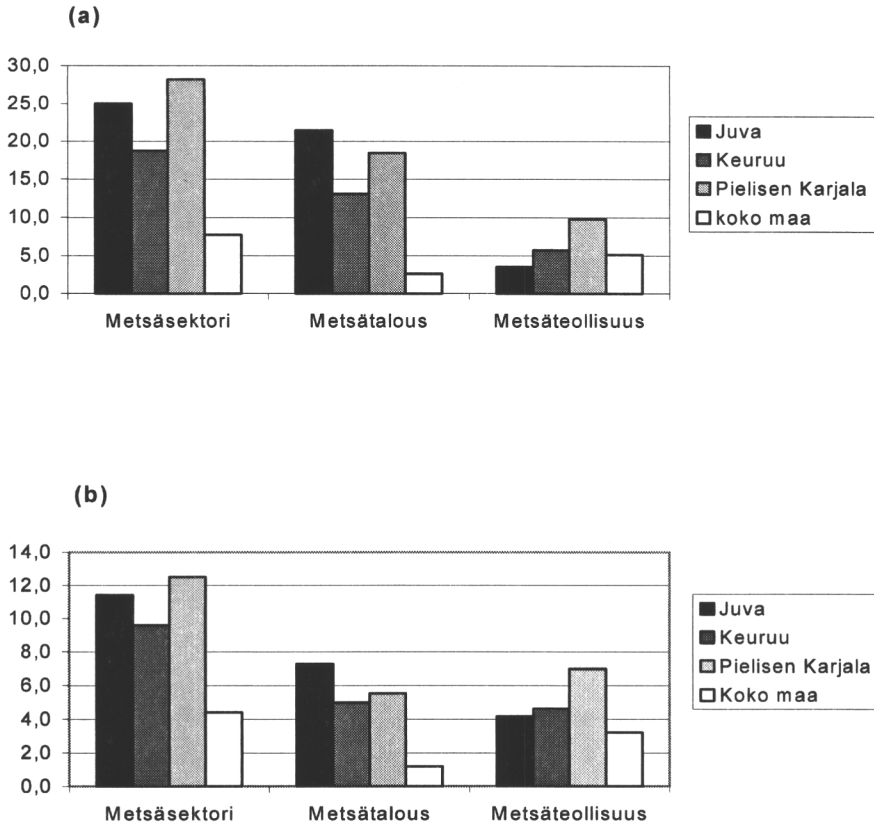 (a)
30,0
25,0
20,0
15,0
10,0
5,0
0,0
Metsäsektori Metsätalous Metsäteollisuus
Juva
Keuruu
Pielisen Karjala
koko maa
(b)
14,0
12,0
10,0
8,0
6,0
4,0
2,0
0,0
Metsäsektori Metsätalous Metsäteollisuus
Juva
Keuruu
Pielisen Karjala
Koko maa